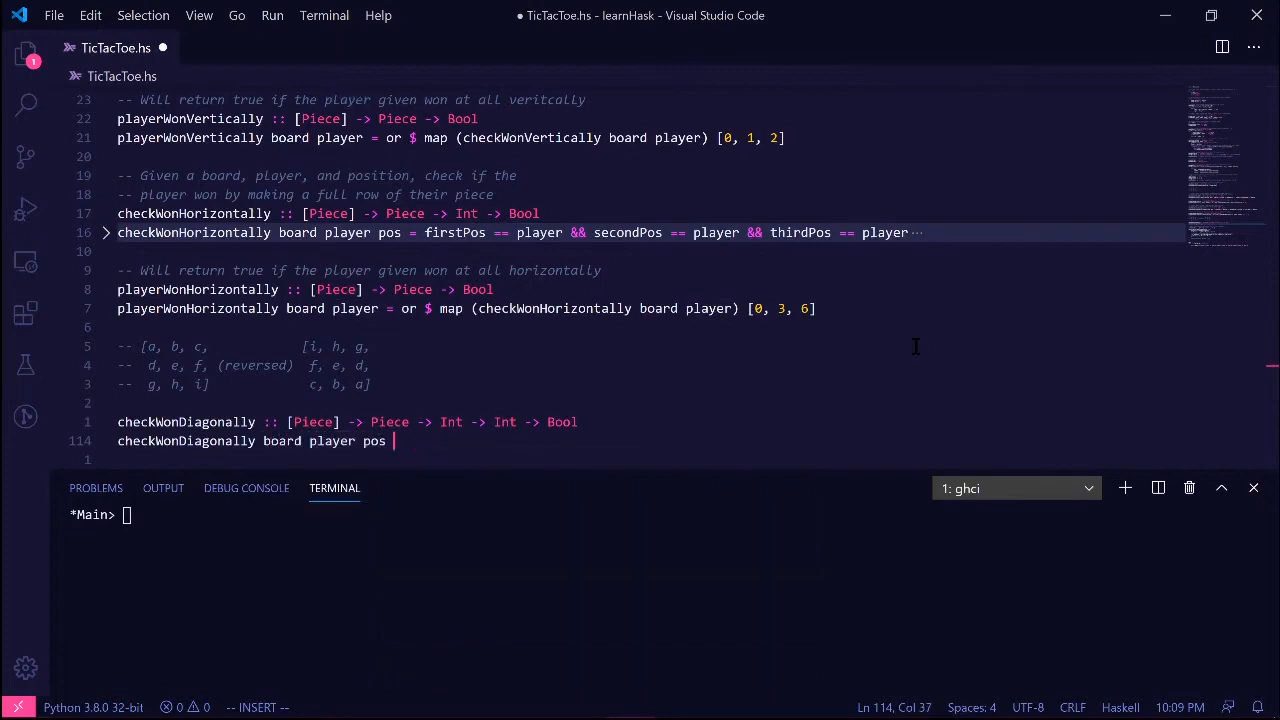 File Edit Selection View Go Run Terminal Help
● TicTacToe.hs - learnHask - Visual Studio Code
TicTacToe.hs ●
TicTacToe.hs
1
23 -- Will return true if the player given won at all veritcally
22 playerWonVertically :: [Piece] -> Piece -> Bool
21 playerWonVertically board player = or $ map (checkWonVertically board player) [0, 1, 2]
20
19 -- Given a board, player, and position, check if
18 -- player won by making a full row of their pieces
17 checkWonHorizontally :: [Piece] -> Piece -> Int -> Bool
16 checkWonHorizontally board player pos = firstPos == player && secondPos == player && thirdPos == player ···
10
9 -- Will return true if the player given won at all horizontally
8 playerWonHorizontally :: [Piece] -> Piece -> Bool
7 playerWonHorizontally board player = or $ map (checkWonHorizontally board player) [0, 3, 6]
6
5 -- [a, b, c,            [i, h, g,
4 --  d, e, f, (reversed)  f, e, d,
3 --  g, h, i]             c, b, a]
2
1 checkWonDiagonally :: [Piece] -> Piece -> Int -> Int -> Bool
114 checkWonDiagonally board player pos
1
PROBLEMS OUTPUT DEBUG CONSOLE TERMINAL 1: ghci
*Main>
Python 3.8.0 32-bit 0 0 -- INSERT -- Ln 114, Col 37 Spaces: 4 UTF-8 CRLF Haskell 10:09 PM